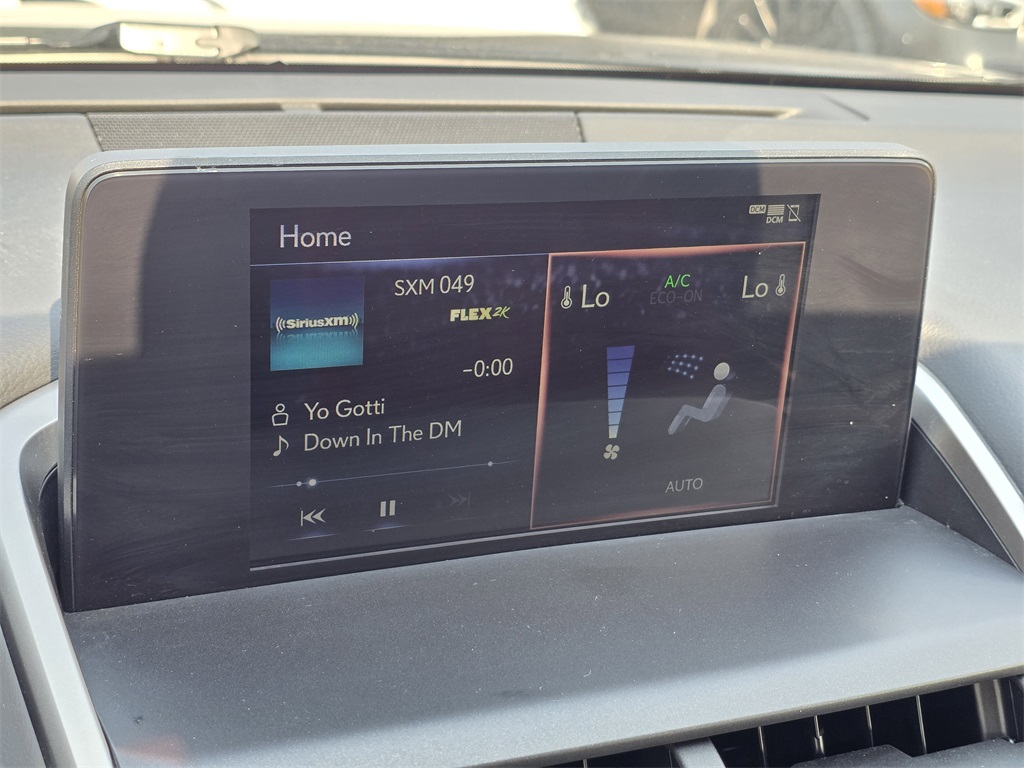 Home
DCM
DCM
SXM 049
(((SiriusXM)))
FLEX2K
-0:00
Yo Gotti
Down In The DM
Lo
A/C
ECO-ON
Lo
AUTO